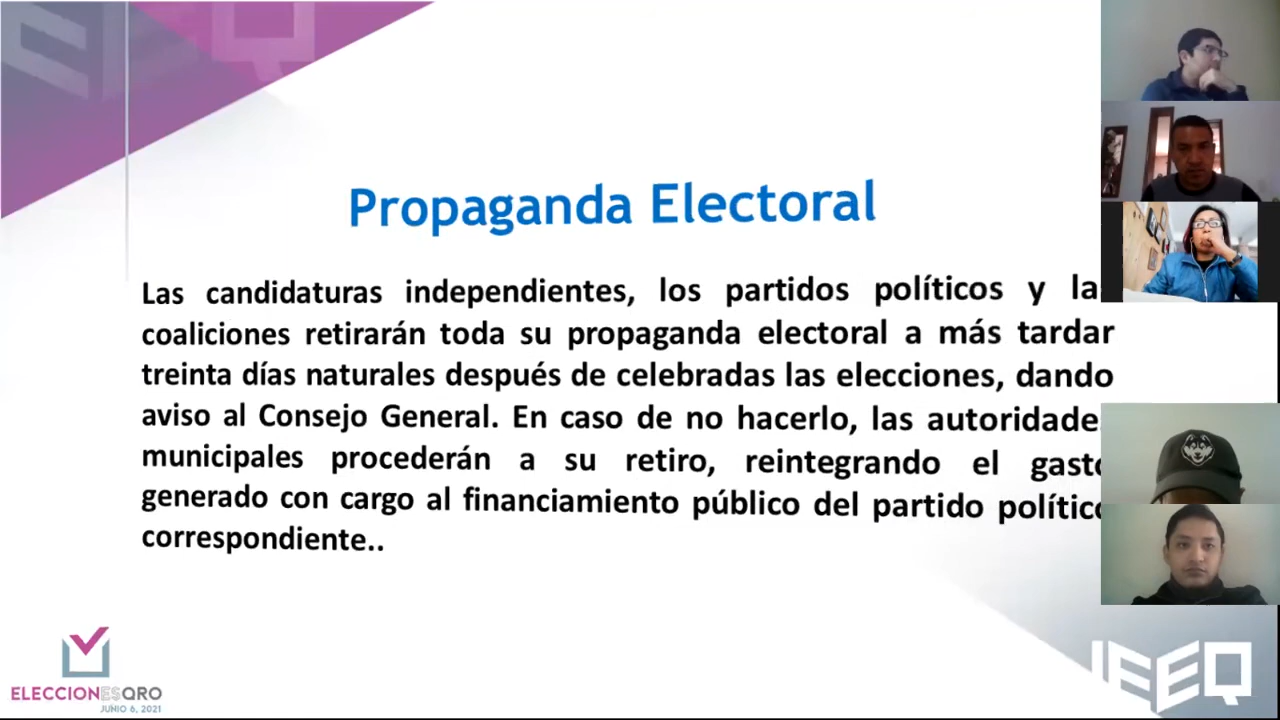 Propaganda Electoral
Las candidaturas independientes, los partidos políticos y la
coaliciones retirarán toda su propaganda electoral a más tardar
treinta días naturales después de celebradas las elecciones, dando
aviso al Consejo General. En caso de no hacerlo, las autoridade
municipales procederán a su retiro, reintegrando el gasto
generado con cargo al financiamiento público del partido político
correspondiente..
ELECCIONESQRO
JUNIO 6, 2021
IEEQ